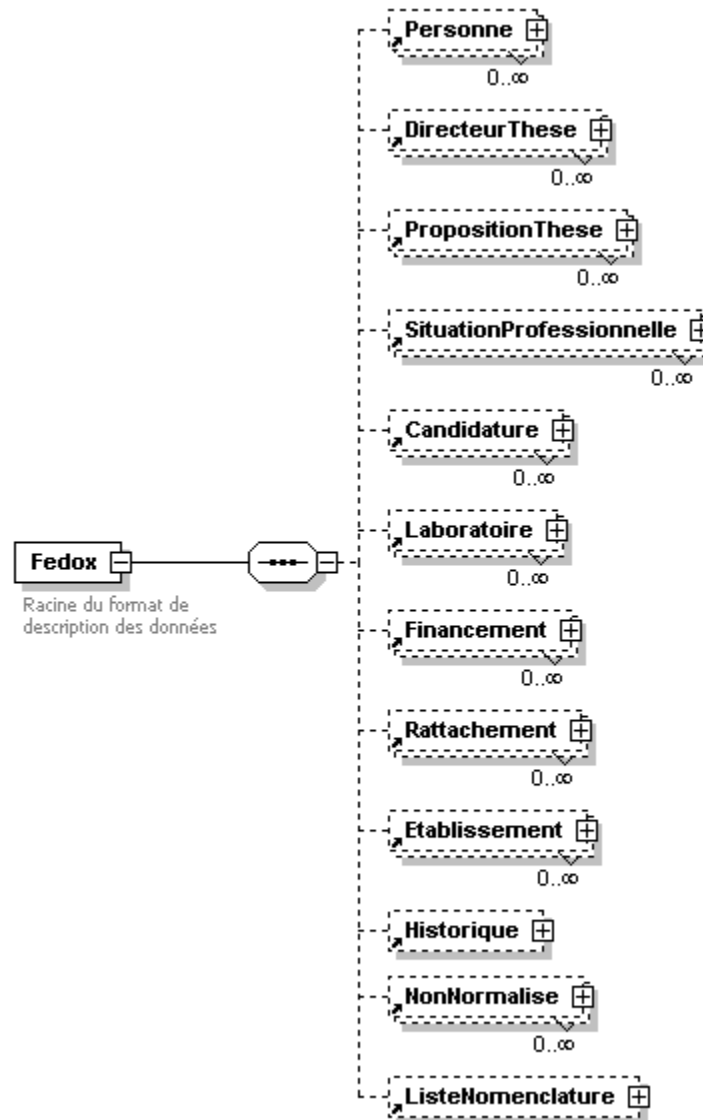 Personne
0..∞
DirecteurThese
0..∞
PropositionThese
0..∞
SituationProfessionnelle
0..∞
Candidature
0..∞
Laboratoire
0..∞
Fedox
Racine du format de
description des données
Financement
0..∞
Rattachement
0..∞
Etablissement
0..∞
Historique
NonNormalise
0..∞
ListeNomenclature